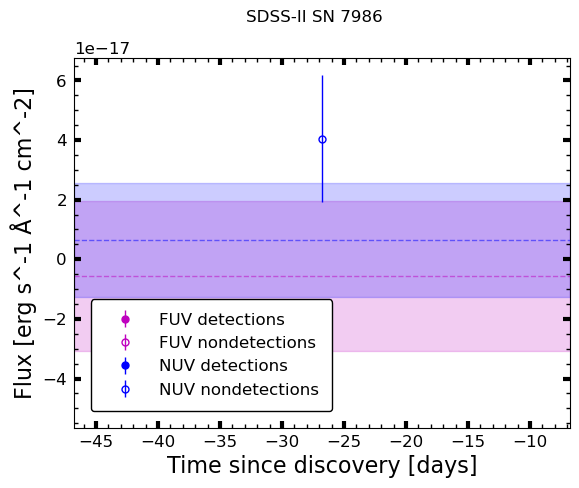 SDSS-II SN 7986
1e−17
Flux [erg s^-1 Å^-1 cm^-2]
6
4
2
0
−2
−4
FUV detections
FUV nondetections
NUV detections
NUV nondetections
−45 −40 −35 −30 −25 −20 −15 −10
Time since discovery [days]